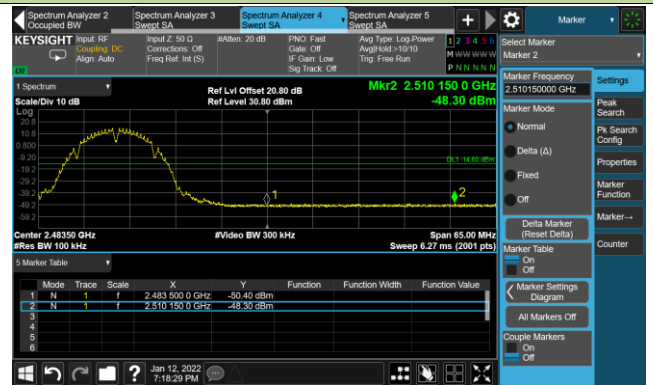 Spectrum Analyzer 2
Occupied BW
Spectrum Analyzer 3
Swept SA
Spectrum Analyzer 4
Swept SA
Spectrum Analyzer 5
Swept SA
Marker
KEYSIGHT
Input: RF
Coupling: DC
Align: Auto
Input Z: 50 Ω
Corrections: Off
Freq Ref: Int (S)
#Atten: 20 dB
PNO: Fast
Gate: Off
IF Gain: Low
Sig Track: Off
Avg Type: Log-Power
Avg|Hold:>10/10
Trig: Free Run
1 2 3 4 5 6
M W W W W W
P N N N N N
Select Marker
Marker 2
1 Spectrum
Scale/Div 10 dB
Log
Ref Lvl Offset 20.80 dB
Ref Level 30.80 dBm
Mkr2 2.510 150 0 GHz
-48.30 dBm
20.8
10.8
0.800
-9.20
-19.2
-29.2
-39.2
-49.2
-59.2
DL1 -14.60 dBm
1
2
Center 2.48350 GHz
#Res BW 100 kHz
#Video BW 300 kHz
Span 65.00 MHz
Sweep 6.27 ms (2001 pts)
5 Marker Table
Mode Trace Scale X Y Function Function Width Function Value
1 N 1 f 2.483 500 0 GHz -50.40 dBm
2 N 1 f 2.510 150 0 GHz -48.30 dBm
3
4
5
6
Marker Frequency
2.510150000 GHz
Marker Mode
Normal
Delta (Δ)
Fixed
Off
Delta Marker
(Reset Delta)
Marker Table
On
Off
Marker Settings
Diagram
All Markers Off
Couple Markers
On
Off
Settings
Peak
Search
Pk Search
Config
Properties
Marker
Function
Marker→
Counter
Jan 12, 2022
7:18:29 PM